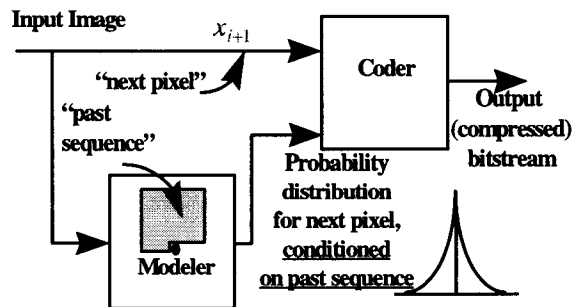 Input Image
x_{i+1}
“next pixel”
“past
sequence”
Modeler
Coder
Output
(compressed)
bitstream
Probability
distribution
for next pixel,
conditioned
on past sequence